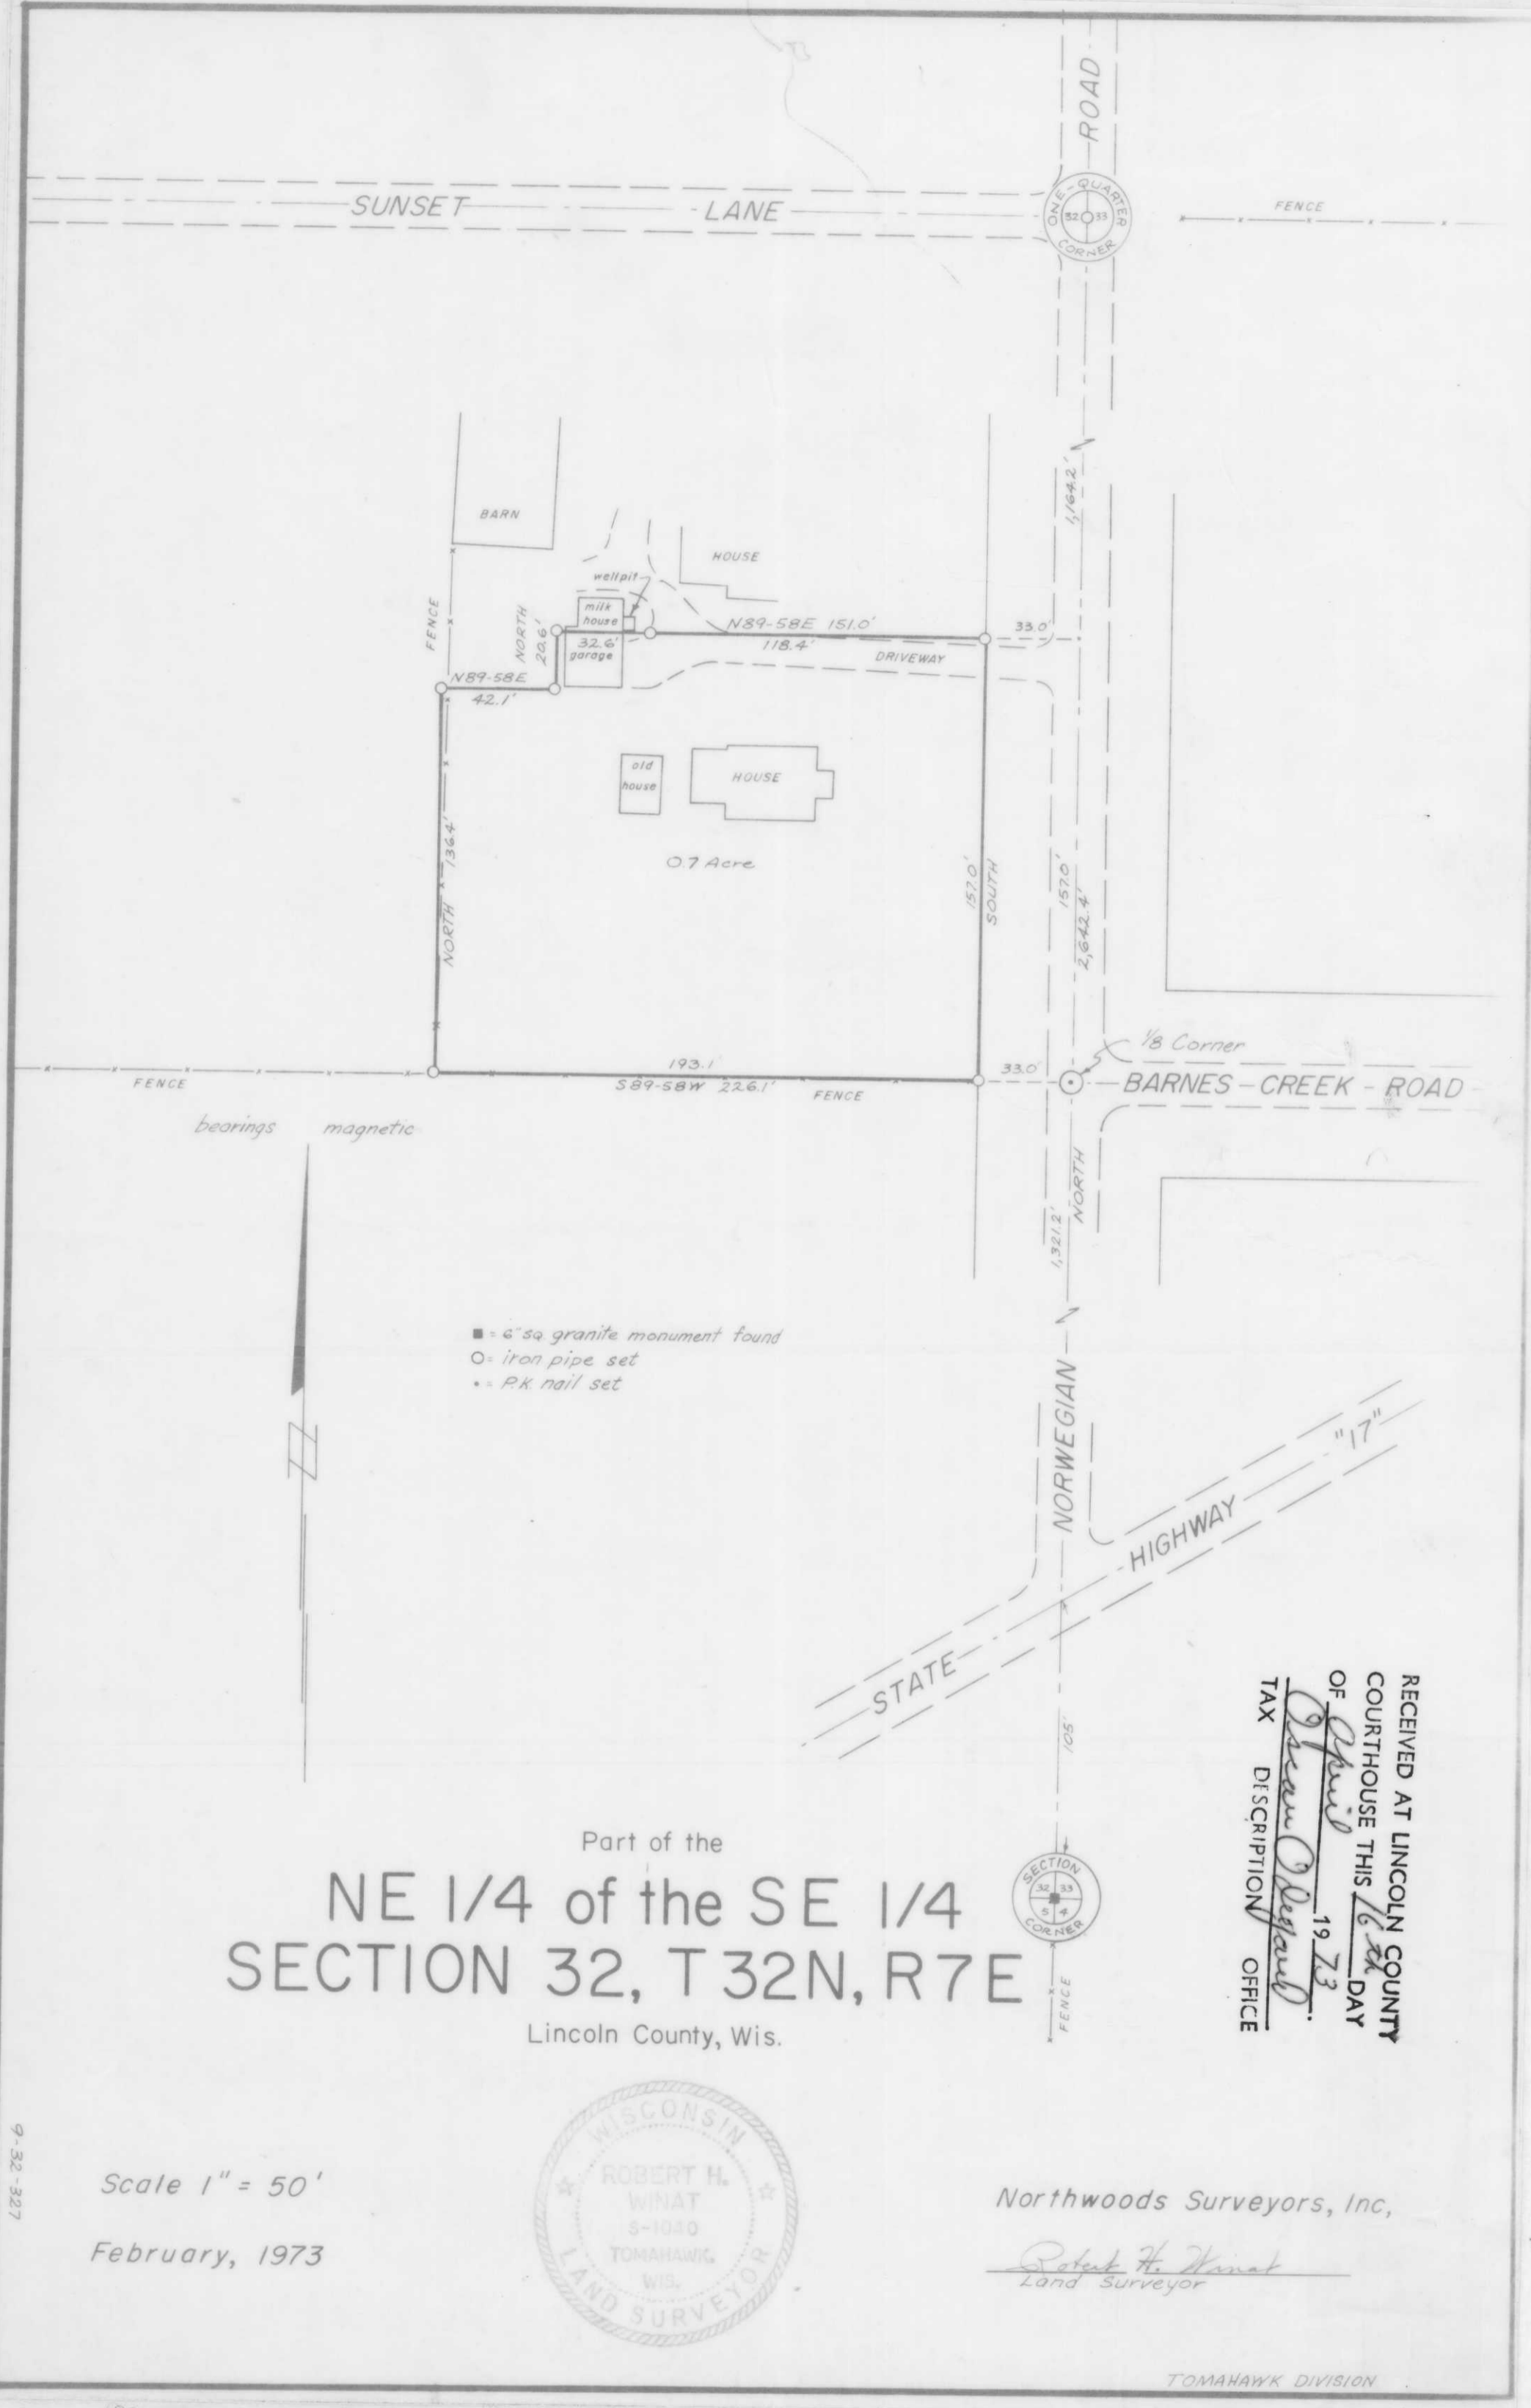 ROAD
SUNSET LANE
ONE-QUARTER CORNER
32 33
FENCE
1,164.2'
BARN
HOUSE
wellpit
milk
house
FENCE
NORTH
20.6'
N89-58E 151.0'
33.0'
32.6'
118.4'
garage
DRIVEWAY
N89-58E
42.1'
old
house
HOUSE
NORTH 136.4'
0.7 Acre
157.0'
SOUTH
157.0'
2,642.4'
1/8 Corner
193.1'
33.0'
FENCE
S89-58W 226.1'
FENCE
BARNES-CREEK-ROAD
bearings magnetic
NORTH
1,321.2'
■ = 6" sq granite monument found
O = iron pipe set
• = P.K. nail set
N
NORWEGIAN
STATE HIGHWAY "17"
105'
RECEIVED AT LINCOLN COUNTY
COURTHOUSE THIS 16 th DAY
OF April 1973.
TAX DESCRIPTION OFFICE
Part of the
NE 1/4 of the SE 1/4
SECTION 32, T32N, R7E
Lincoln County, Wis.
SECTION CORNER
32 33
5 4
FENCE
WISCONSIN
ROBERT H.
WINAT
S-1040
TOMAHAWK,
WIS.
LAND SURVEYOR
9-32-327
Scale 1" = 50'
February, 1973
Northwoods Surveyors, Inc,
Robert H. Winat
Land Surveyor
TOMAHAWK DIVISION